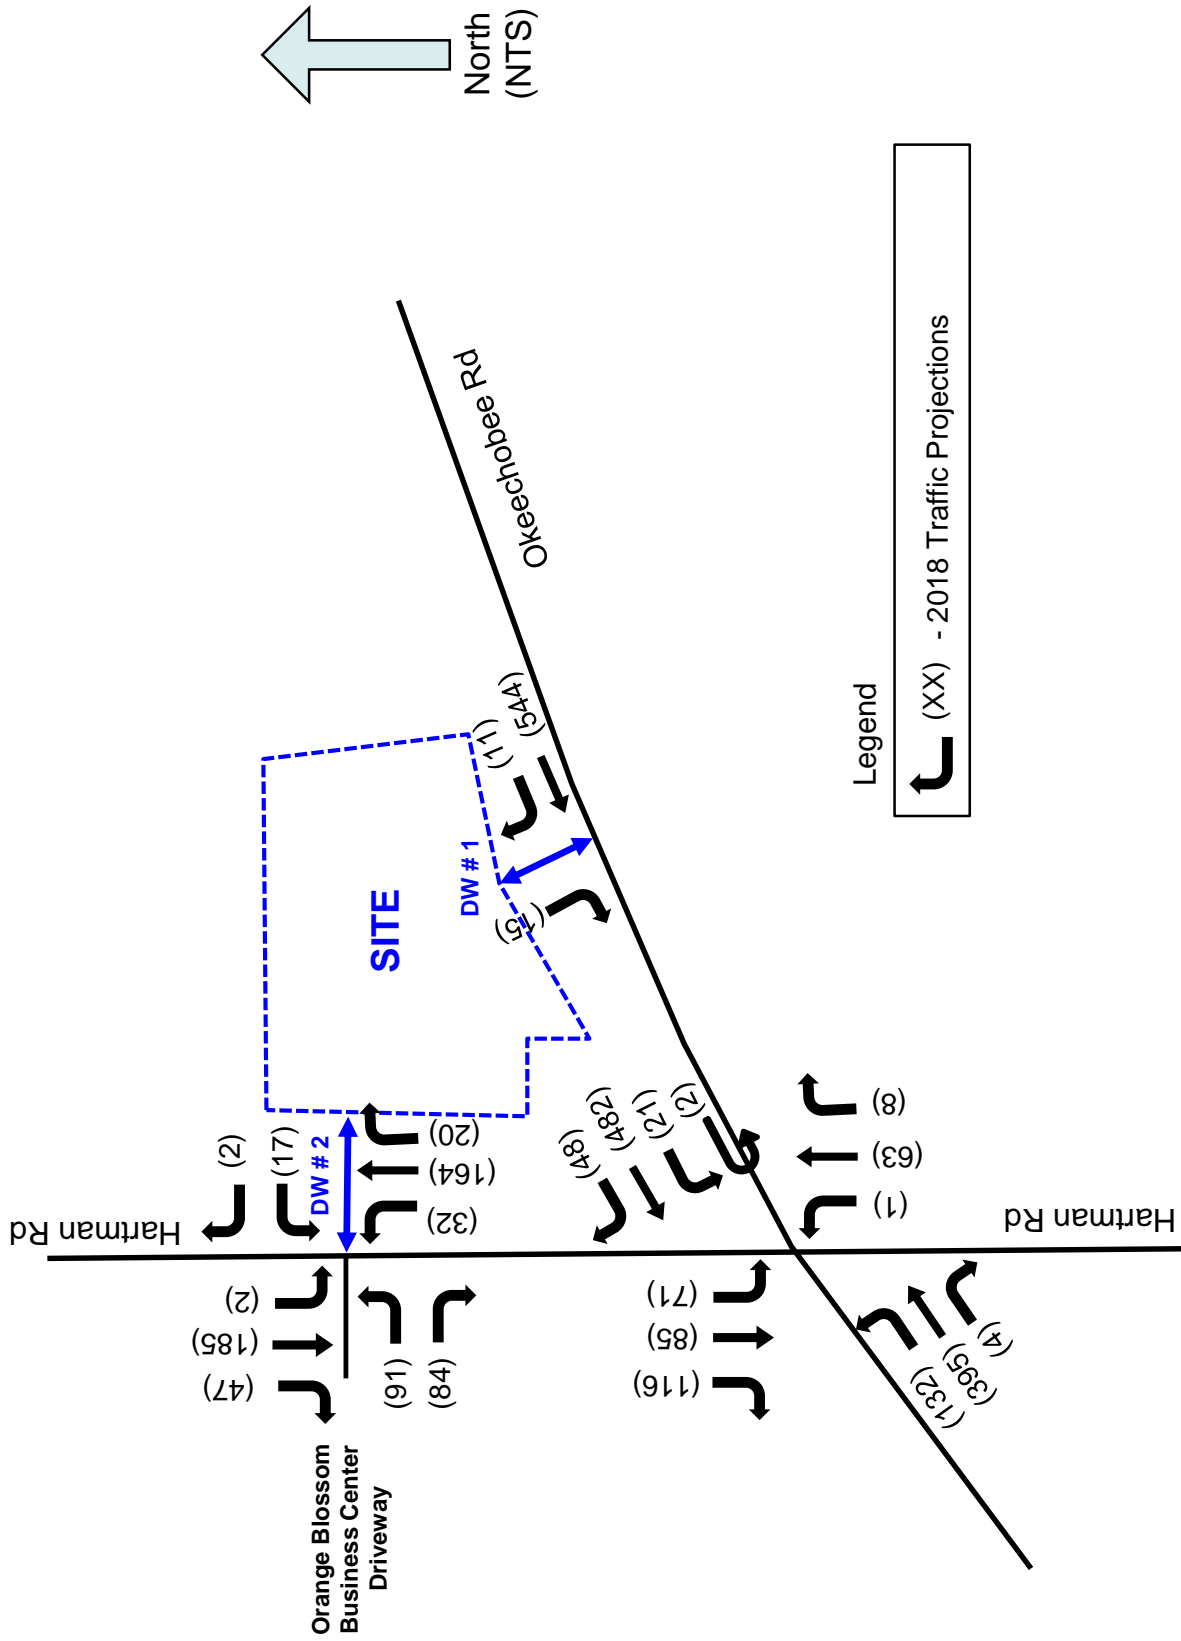 North
(NTS)
Okeechobee Rd
SITE
DW # 1
(11)
(544)
(15)
DW # 2
Hartman Rd
(2)
(17)
(20)
(164)
(32)
(2)
(185)
(47)
(91)
(84)
Orange Blossom
Business Center
Driveway
(48)
(482)
(21)
(2)
(8)
(63)
(1)
(71)
(85)
(116)
(132)
(395)
(4)
Hartman Rd
Legend
(XX) - 2018 Traffic Projections